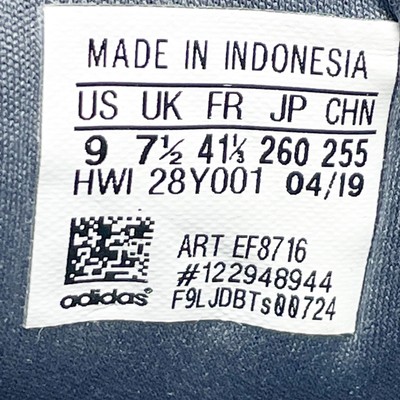 MADE IN INDONESIA
US UK FR JP CHN
9 7½ 41⅓ 260 255
HWI 28Y001 04/19
ART EF8716
#122948944
adidas® F9LJDBTs00724